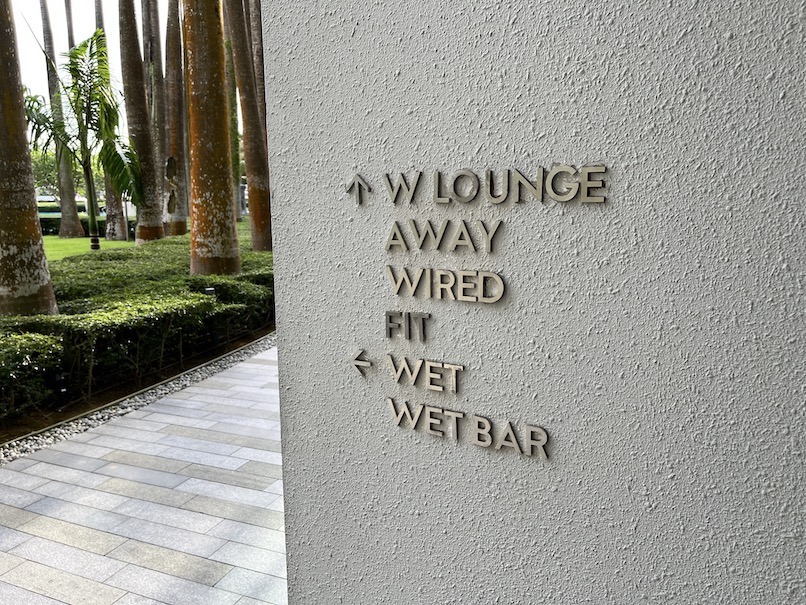 ↑ W LOUNGE
AWAY
WIRED
FIT
← WET
WET BAR